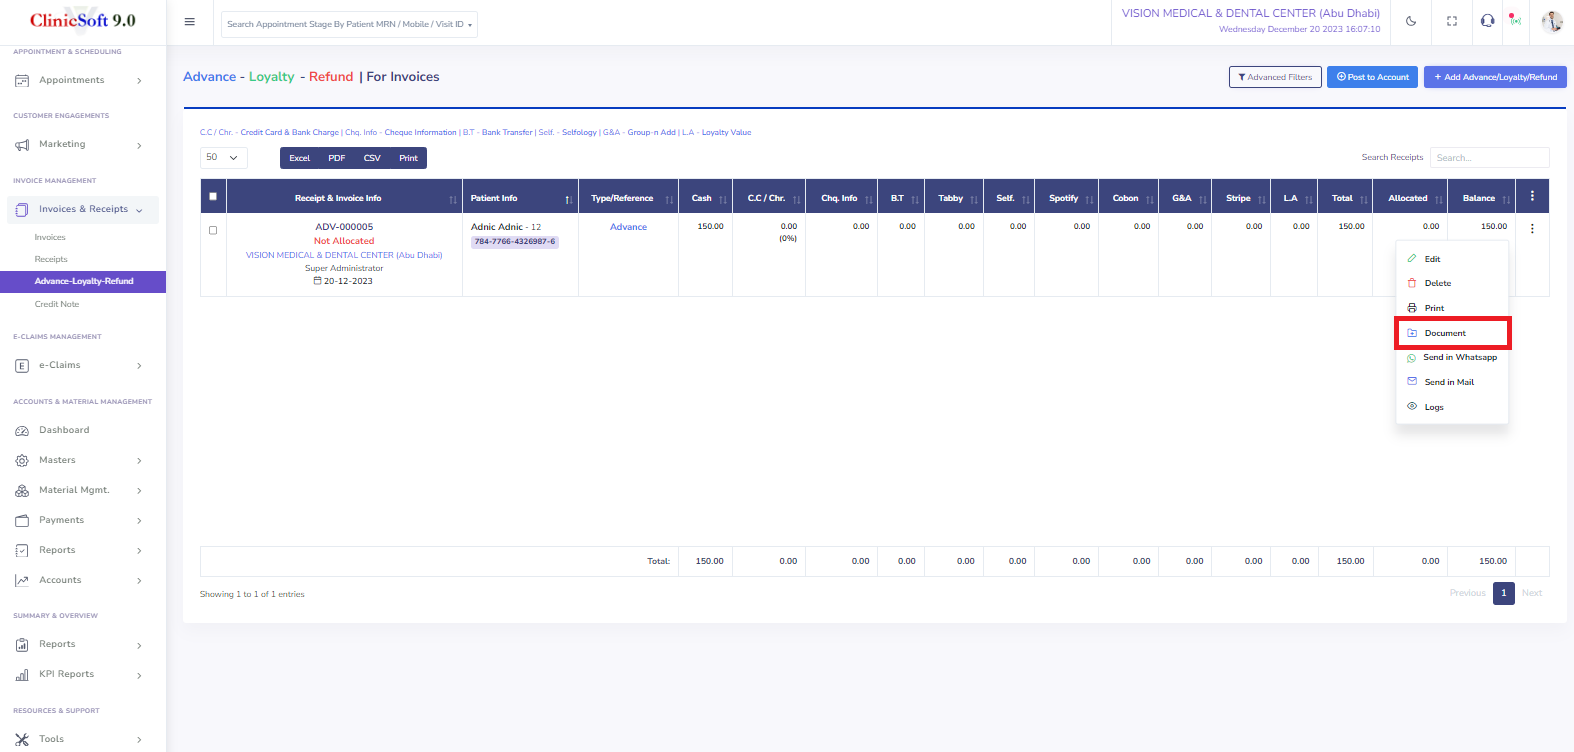 ClinicSoft 9.0
Search Appointment Stage By Patient MRN / Mobile / Visit ID
VISION MEDICAL & DENTAL CENTER (Abu Dhabi)
Wednesday December 20 2023 16:07:10
APPOINTMENT & SCHEDULING
Appointments
CUSTOMER ENGAGEMENTS
Marketing
INVOICE MANAGEMENT
Invoices & Receipts
Invoices
Receipts
Advance-Loyalty-Refund
Credit Note
E-CLAIMS MANAGEMENT
E e-Claims
ACCOUNTS & MATERIAL MANAGEMENT
Dashboard
Masters
Material Mgmt.
Payments
Reports
Accounts
SUMMARY & OVERVIEW
Reports
KPI Reports
RESOURCES & SUPPORT
Tools
Advance - Loyalty - Refund | For Invoices
Advanced Filters
Post to Account
+ Add Advance/Loyalty/Refund
C.C / Chr. - Credit Card & Bank Charge | Chq. Info - Cheque Information | B.T - Bank Transfer | Self. - Selfology | G&A - Group-n Add | L.A - Loyalty Value
50
Excel PDF CSV Print
Search Receipts Search...
Receipt & Invoice Info Patient Info Type/Reference Cash C.C / Chr. Chq. Info B.T Tabby Self. Spotify Cobon G&A Stripe L.A Total Allocated Balance
ADV-000005 Adnic Adnic - 12 Advance 150.00 0.00 0.00 0.00 0.00 0.00 0.00 0.00 0.00 0.00 0.00 150.00 0.00 150.00
(0%)
Not Allocated 784-7766-4326987-6
VISION MEDICAL & DENTAL CENTER (Abu Dhabi)
Super Administrator
20-12-2023
Edit
Delete
Print
Document
Send in Whatsapp
Send in Mail
Logs
Total: 150.00 0.00 0.00 0.00 0.00 0.00 0.00 0.00 0.00 0.00 0.00 150.00 0.00 150.00
Showing 1 to 1 of 1 entries
Previous 1 Next